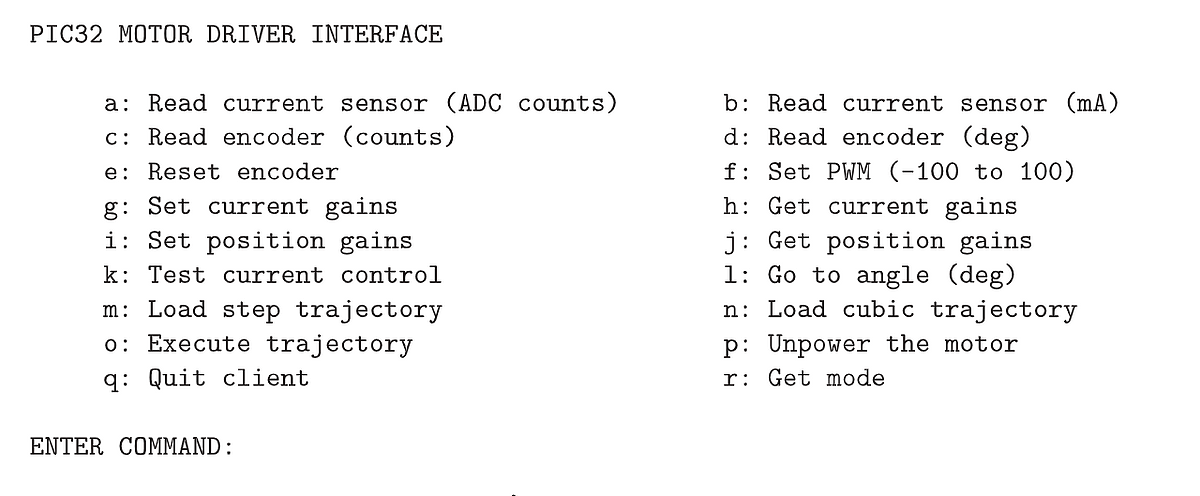 PIC32 MOTOR DRIVER INTERFACE
a: Read current sensor (ADC counts) b: Read current sensor (mA)
c: Read encoder (counts) d: Read encoder (deg)
e: Reset encoder f: Set PWM (-100 to 100)
g: Set current gains h: Get current gains
i: Set position gains j: Get position gains
k: Test current control l: Go to angle (deg)
m: Load step trajectory n: Load cubic trajectory
o: Execute trajectory p: Unpower the motor
q: Quit client r: Get mode
ENTER COMMAND: